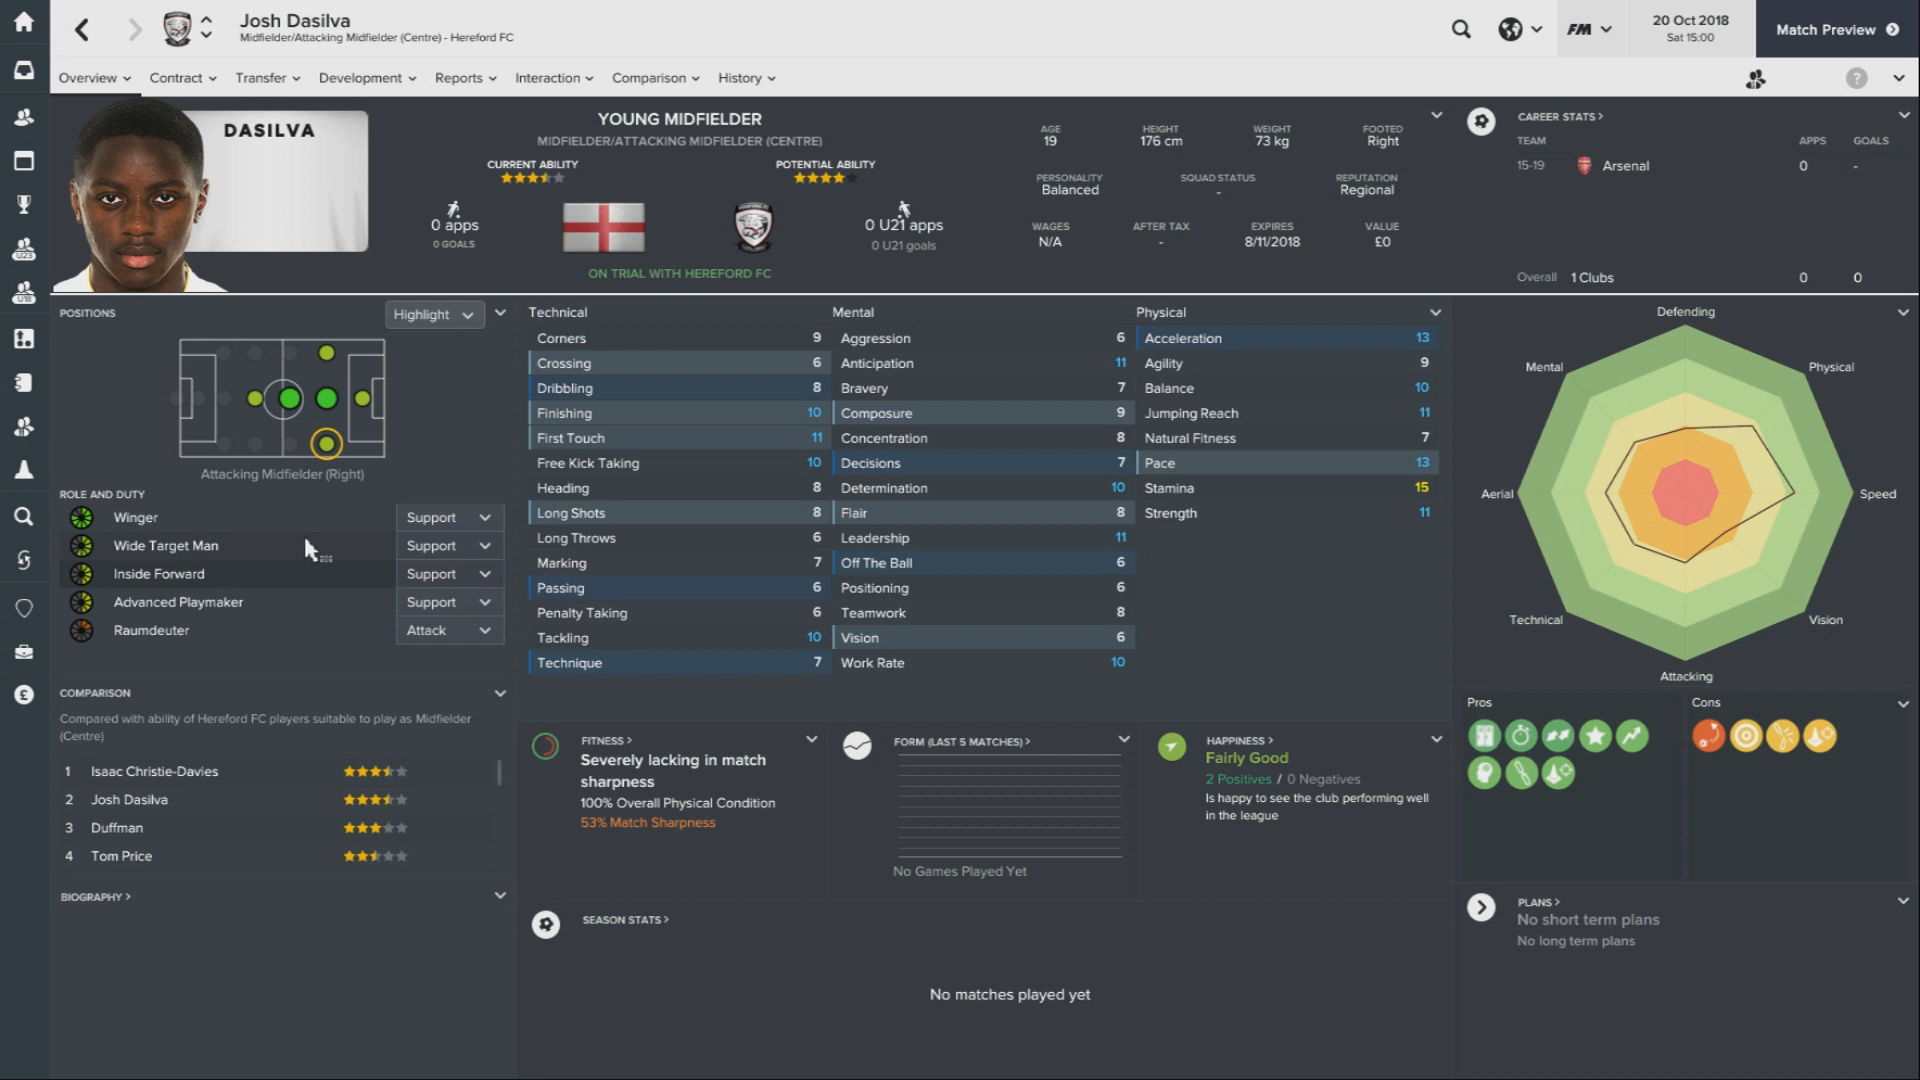 Josh Dasilva
Midfielder/Attacking Midfielder (Centre) - Hereford FC
FM
20 Oct 2018
Sat 15:00
Match Preview
Overview
Contract
Transfer
Development
Reports
Interaction
Comparison
History
?
DASILVA
YOUNG MIDFIELDER
MIDFIELDER/ATTACKING MIDFIELDER (CENTRE)
CURRENT ABILITY
POTENTIAL ABILITY
0 apps
0 GOALS
0 U21 apps
0 U21 goals
ON TRIAL WITH HEREFORD FC
AGE
19
HEIGHT
176 cm
WEIGHT
73 kg
FOOTED
Right
PERSONALITY
Balanced
SQUAD STATUS
-
REPUTATION
Regional
WAGES
N/A
AFTER TAX
-
EXPIRES
8/11/2018
VALUE
£0
CAREER STATS >
TEAM APPS GOALS
15-19 Arsenal 0 -
Overall 1 Clubs 0 0
U23
U18
£
POSITIONS
Highlight
Attacking Midfielder (Right)
ROLE AND DUTY
Winger Support
Wide Target Man Support
Inside Forward Support
Advanced Playmaker Support
Raumdeuter Attack
COMPARISON
Compared with ability of Hereford FC players suitable to play as Midfielder
(Centre)
1 Isaac Christie-Davies
2 Josh Dasilva
3 Duffman
4 Tom Price
BIOGRAPHY >
Technical
Corners 9
Crossing 6
Dribbling 8
Finishing 10
First Touch 11
Free Kick Taking 10
Heading 8
Long Shots 8
Long Throws 6
Marking 7
Passing 6
Penalty Taking 6
Tackling 10
Technique 7
Mental
Aggression 6
Anticipation 11
Bravery 7
Composure 9
Concentration 8
Decisions 7
Determination 10
Flair 8
Leadership 11
Off The Ball 6
Positioning 6
Teamwork 8
Vision 6
Work Rate 10
Physical
Acceleration 13
Agility 9
Balance 10
Jumping Reach 11
Natural Fitness 7
Pace 13
Stamina 15
Strength 11
Defending
Physical
Speed
Vision
Attacking
Technical
Aerial
Mental
Pros
Cons
FITNESS >
Severely lacking in match
sharpness
100% Overall Physical Condition
53% Match Sharpness
FORM (LAST 5 MATCHES) >
No Games Played Yet
HAPPINESS >
Fairly Good
2 Positives / 0 Negatives
Is happy to see the club performing well
in the league
SEASON STATS >
No matches played yet
PLANS >
No short term plans
No long term plans